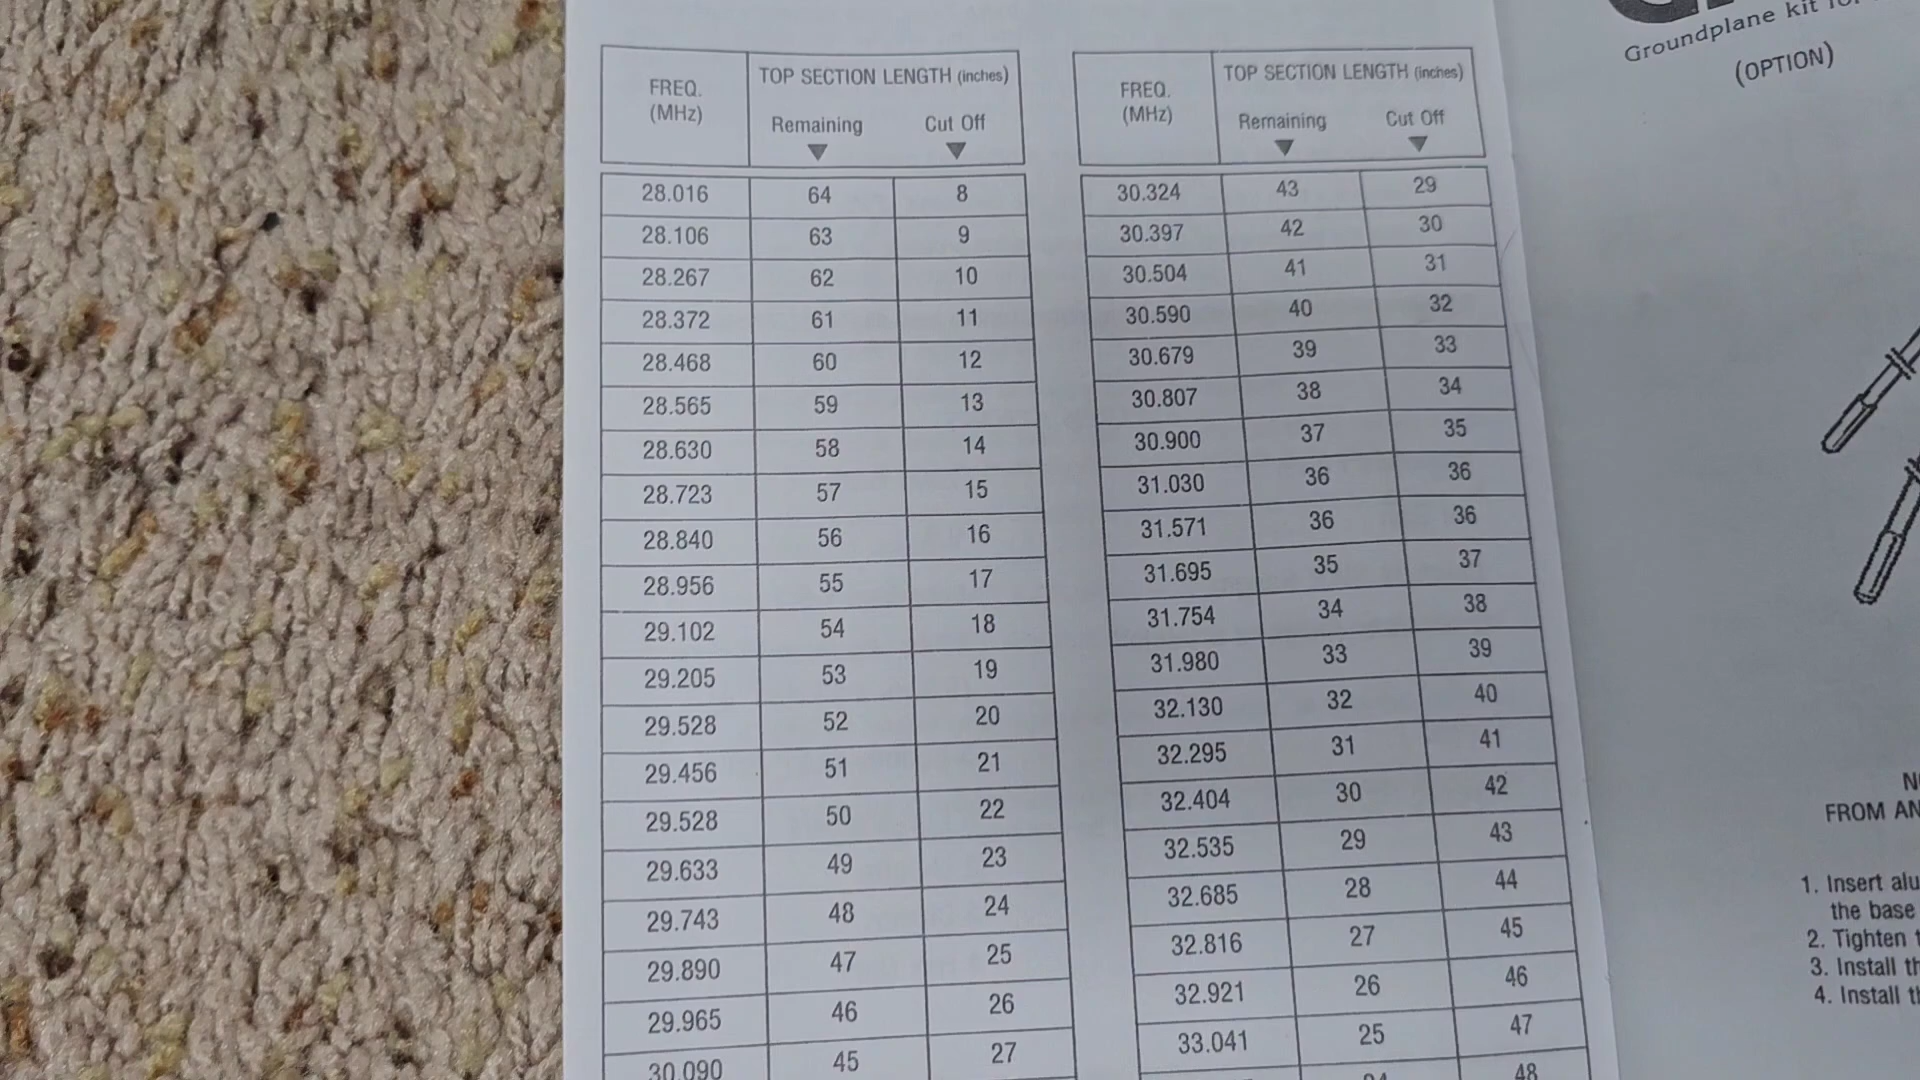 FREQ. (MHz) TOP SECTION LENGTH (inches)
Remaining Cut Off
28.016 64 8
28.106 63 9
28.267 62 10
28.372 61 11
28.468 60 12
28.565 59 13
28.630 58 14
28.723 57 15
28.840 56 16
28.956 55 17
29.102 54 18
29.205 53 19
29.528 52 20
29.456 51 21
29.528 50 22
29.633 49 23
29.743 48 24
29.890 47 25
29.965 46 26
30.090 45 27
FREQ. (MHz) TOP SECTION LENGTH (inches)
Remaining Cut Off
30.324 43 29
30.397 42 30
30.504 41 31
30.590 40 32
30.679 39 33
30.807 38 34
30.900 37 35
31.030 36 36
31.571 36 36
31.695 35 37
31.754 34 38
31.980 33 39
32.130 32 40
32.295 31 41
32.404 30 42
32.535 29 43
32.685 28 44
32.816 27 45
32.921 26 46
33.041 25 47
48
Groundplane kit
(OPTION)
FROM AN
1. Insert alu
the base
2. Tighten
3. Install
4. Install